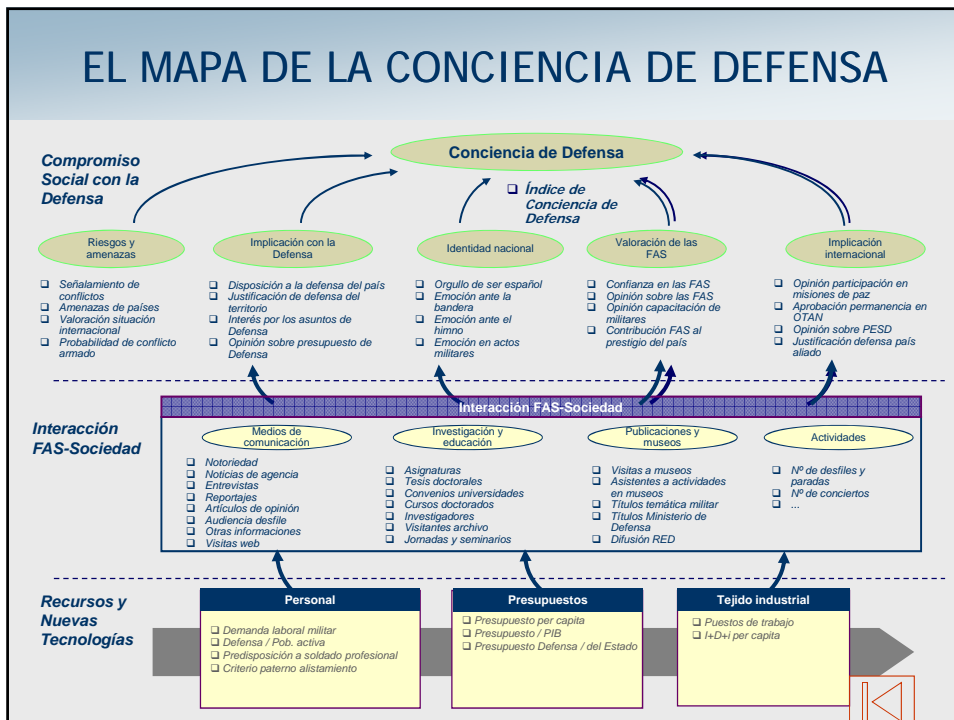 EL MAPA DE LA CONCIENCIA DE DEFENSA
Compromiso
Social con la
Defensa
Conciencia de Defensa
Índice de
Conciencia de
Defensa
Riesgos y
amenazas
Señalamiento de
conflictos
Amenazas de países
Valoración situación
internacional
Probabilidad de conflicto
armado
Implicación con la
Defensa
Disposición a la defensa del país
Justificación de defensa del
territorio
Interés por los asuntos de
Defensa
Opinión sobre presupuesto de
Defensa
Identidad nacional
Orgullo de ser español
Emoción ante la
bandera
Emoción ante el
himno
Emoción en actos
militares
Valoración de las
FAS
Confianza en las FAS
Opinión sobre las FAS
Opinión capacitación de
militares
Contribución FAS al
prestigio del país
Implicación
internacional
Opinión participación en
misiones de paz
Aprobación permanencia en
OTAN
Opinión sobre PESD
Justificación defensa país
aliado
Interacción
FAS-Sociedad
Interacción FAS-Sociedad
Medios de
comunicación
Notoriedad
Noticias de agencia
Entrevistas
Reportajes
Artículos de opinión
Audiencia desfile
Otras informaciones
Visitas web
Investigación y
educación
Asignaturas
Tesis doctorales
Convenios universidades
Cursos doctorados
Investigadores
Visitantes archivo
Jornadas y seminarios
Publicaciones y
museos
Visitas a museos
Asistentes a actividades
en museos
Títulos temática militar
Títulos Ministerio de
Defensa
Difusión RED
Actividades
Nº de desfiles y
paradas
Nº de conciertos
...
Recursos y
Nuevas
Tecnologías
Personal
Demanda laboral militar
Defensa / Pob. activa
Predisposición a soldado profesional
Criterio paterno alistamiento
Presupuestos
Presupuesto per capita
Presupuesto / PIB
Presupuesto Defensa / del Estado
Tejido industrial
Puestos de trabajo
I+D+i per capita